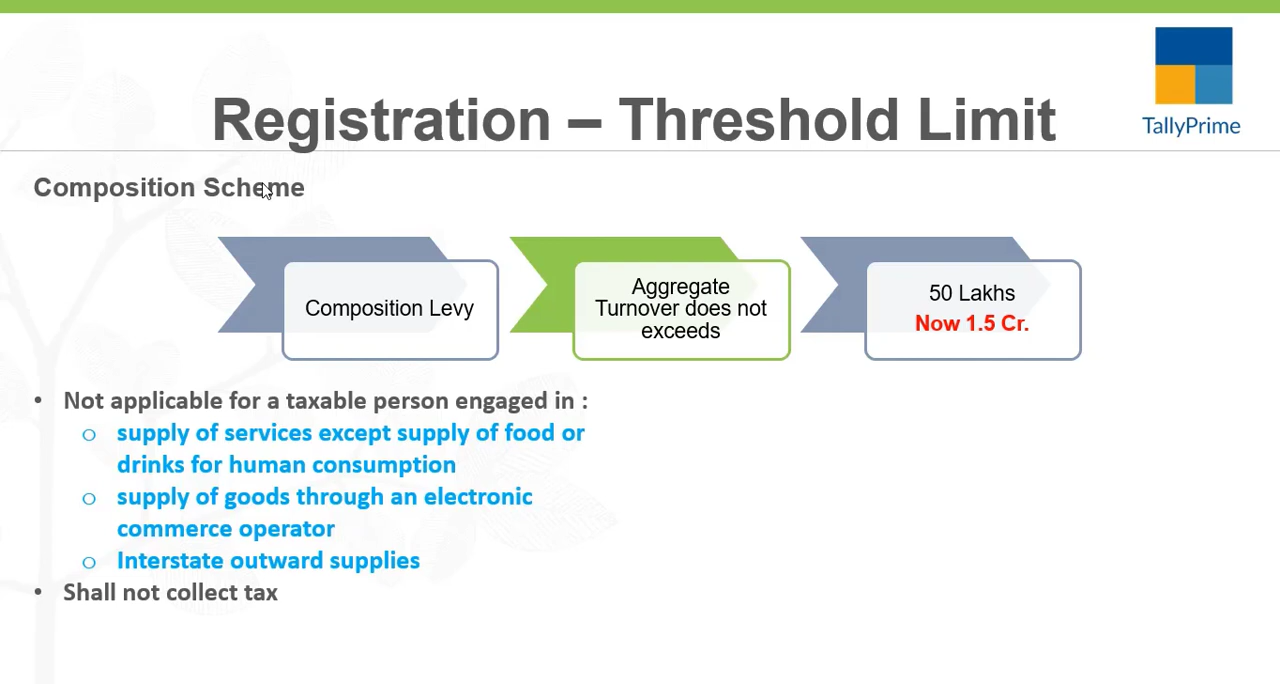 Registration – Threshold Limit
TallyPrime
Composition Scheme
Composition Levy
Aggregate
Turnover does not
exceeds
50 Lakhs
Now 1.5 Cr.
• Not applicable for a taxable person engaged in :
o supply of services except supply of food or
drinks for human consumption
o supply of goods through an electronic
commerce operator
o Interstate outward supplies
• Shall not collect tax